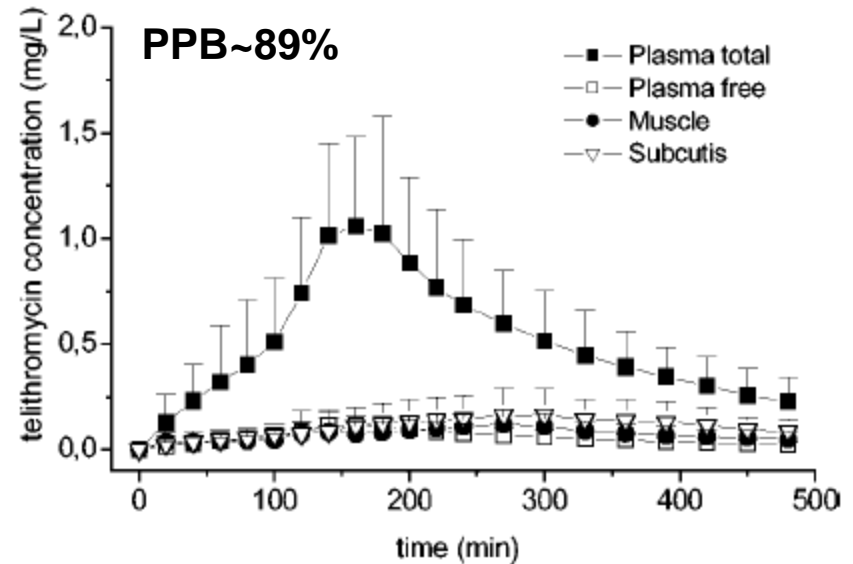 PPB~89%
Plasma total
Plasma free
Muscle
Subcutis
telithromycin concentration (mg/L)
2,0
1,5
1,0
0,5
0,0
0
100
200
300
400
500
time (min)